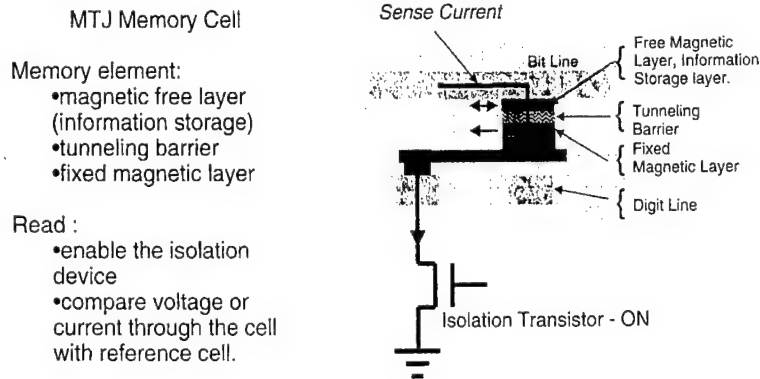 MTJ Memory Cell
Memory element:
•magnetic free layer
(information storage)
•tunneling barrier
•fixed magnetic layer
Read :
•enable the isolation
device
•compare voltage or
current through the cell
with reference cell.
Sense Current
Bit Line
Free Magnetic
Layer, Information
Storage layer.
Tunneling
Barrier
Fixed
Magnetic Layer
Digit Line
Isolation Transistor - ON